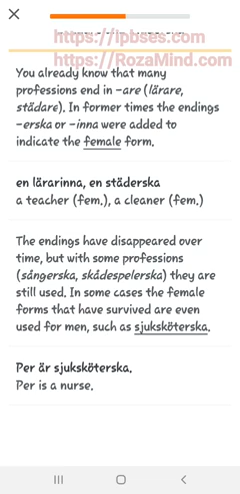 https://lpbses.com
https://RozaMind.com
You already know that many
professions end in –are (lärare,
städare). In former times the endings
–erska or –inna were added to
indicate the female form.
en lärarinna, en städerska
a teacher (fem.), a cleaner (fem.)
The endings have disappeared over
time, but with some professions
(sångerska, skådespelerska) they are
still used. In some cases the female
forms that have survived are even
used for men, such as sjuksköterska.
Per är sjuksköterska.
Per is a nurse.